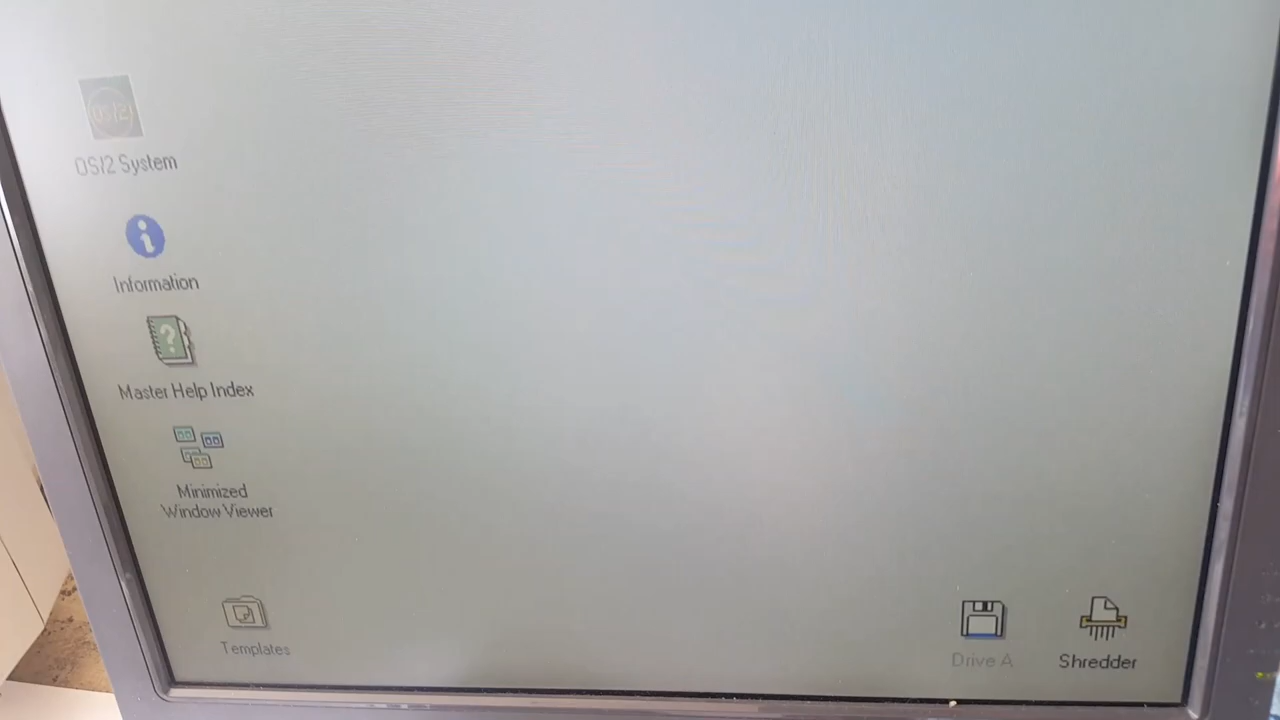 OS/2
OS/2 System
Information
?
Master Help Index
Minimized
Window Viewer
Templates
Drive A
Shredder